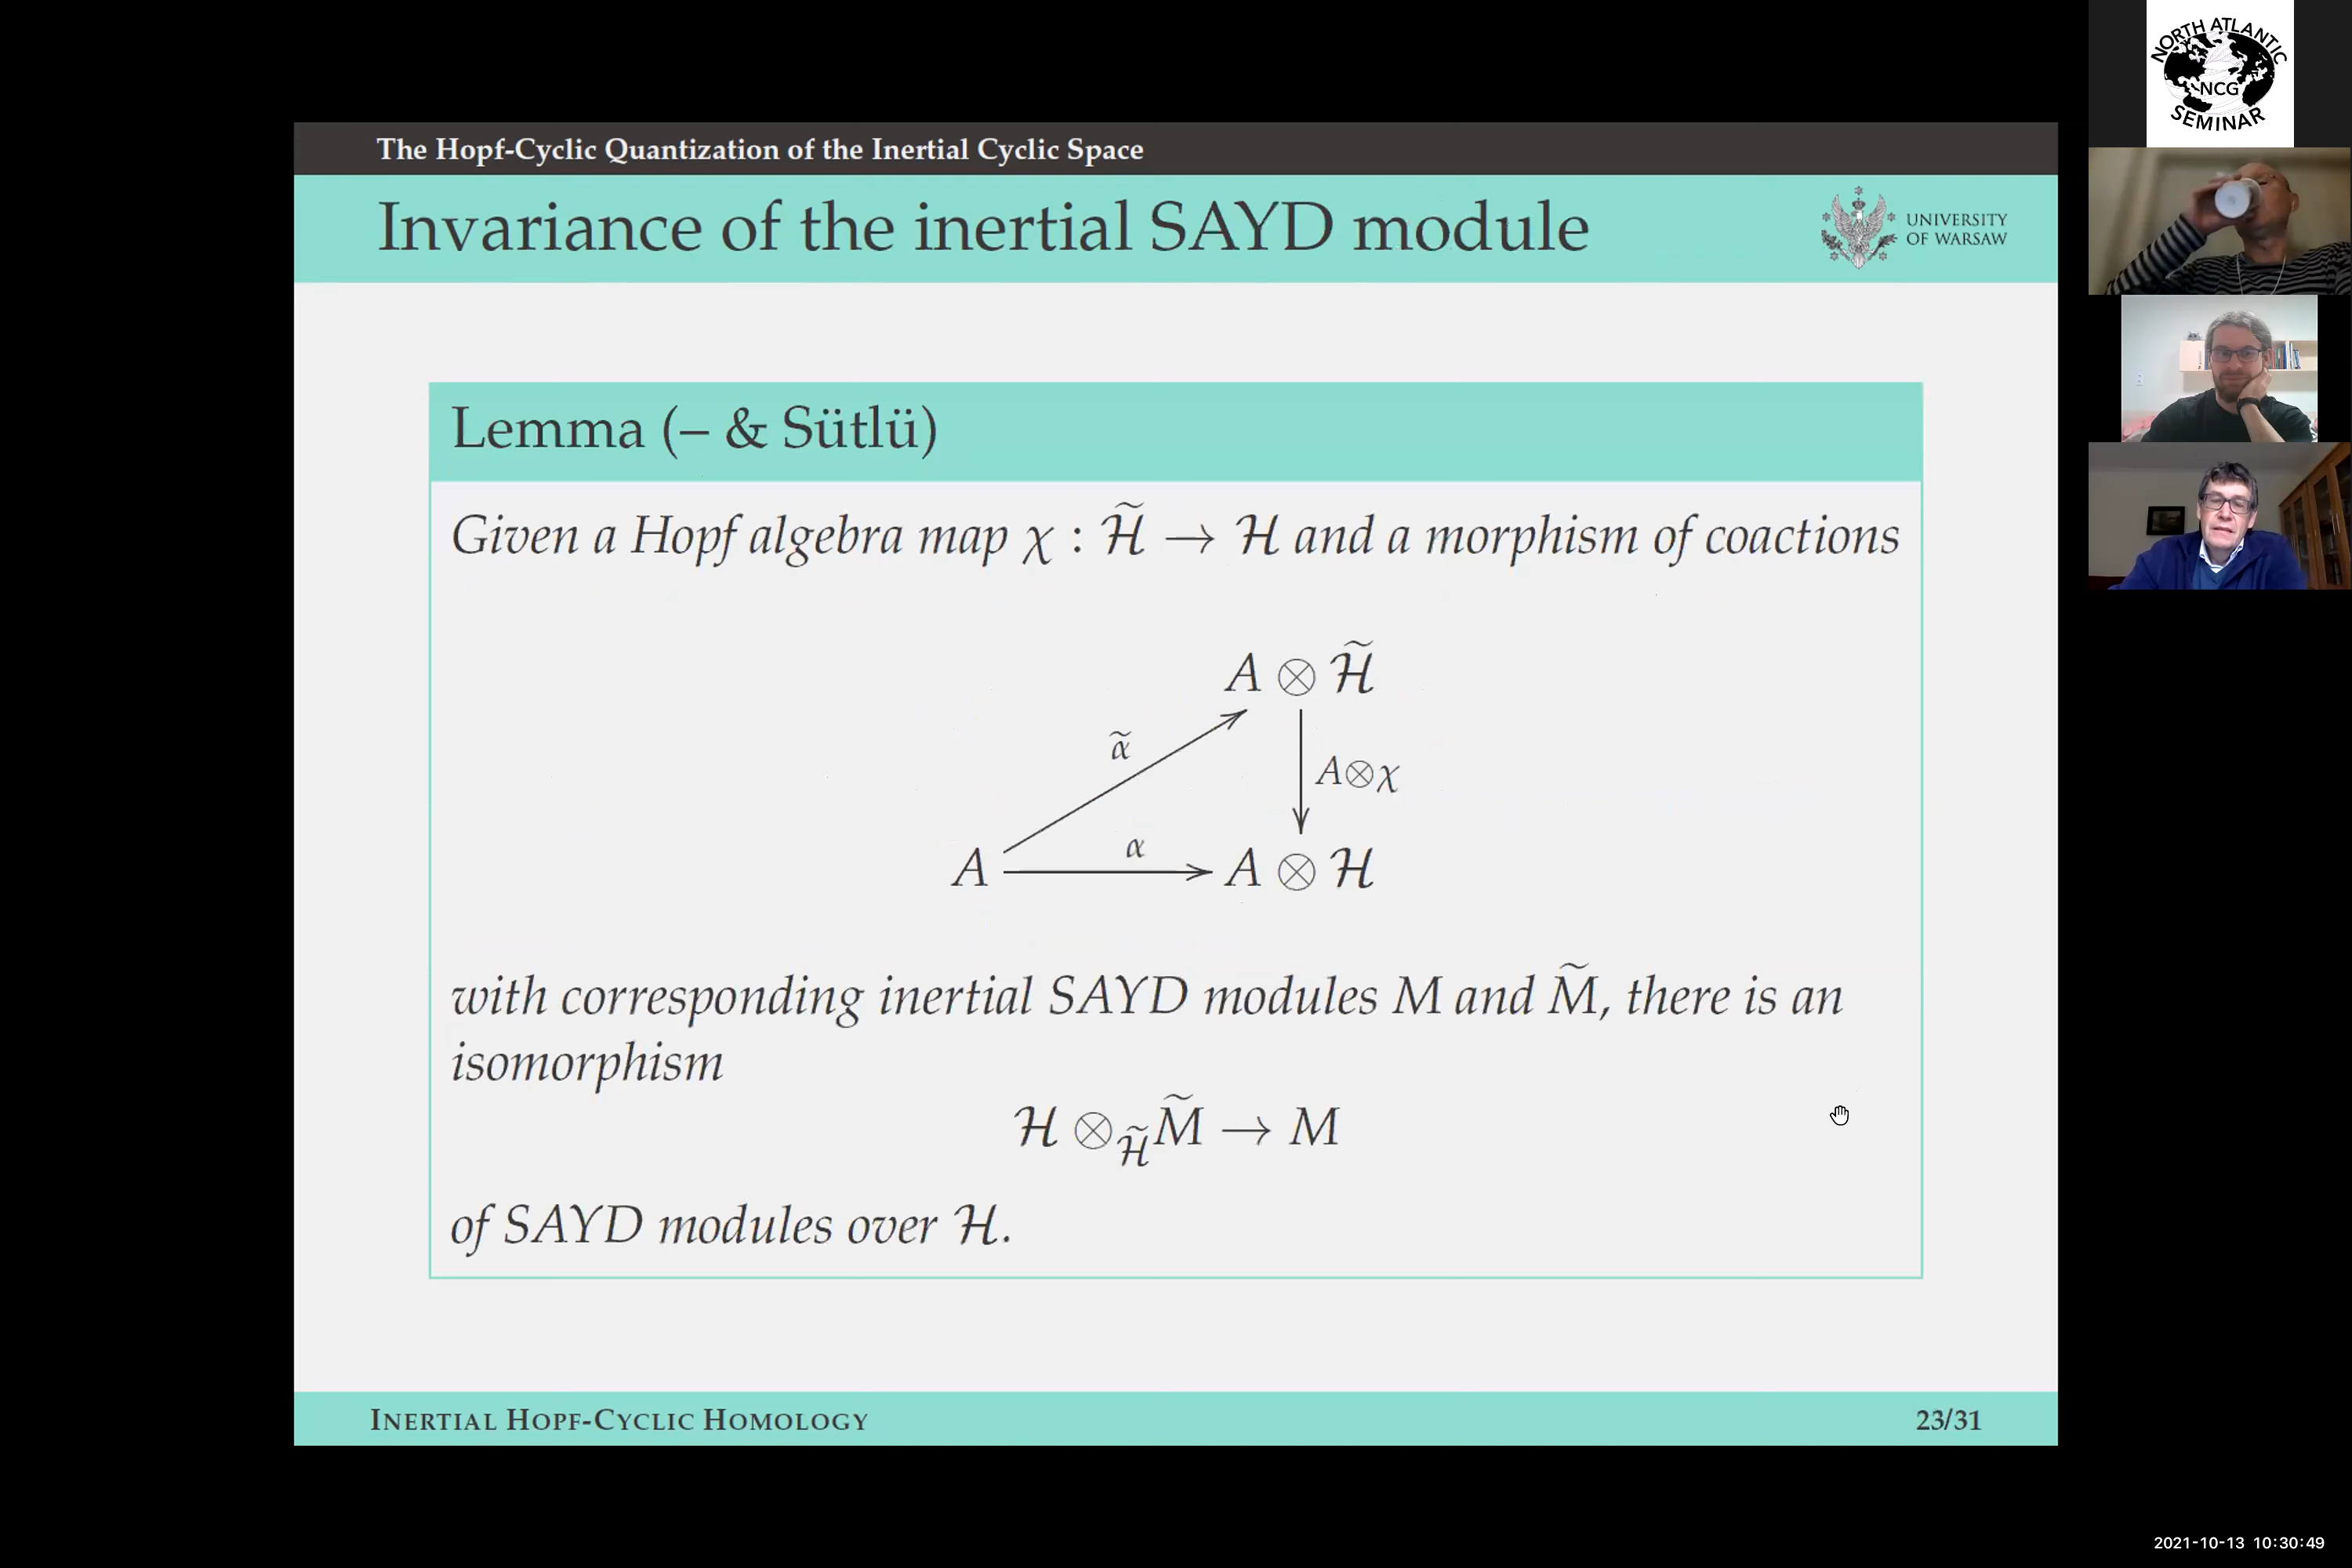 NORTH ATLANTIC
NCG
SEMINAR
The Hopf-Cyclic Quantization of the Inertial Cyclic Space
Invariance of the inertial SAYD module
UNIVERSITY
OF WARSAW
Lemma (– & Sütlü)
Given a Hopf algebra map χ : H̃ → H and a morphism of coactions
A ⊗ H̃
α̃
A⊗χ
α
A
A ⊗ H
with corresponding inertial SAYD modules M and M̃, there is an
isomorphism
H ⊗_H̃ M̃ → M
of SAYD modules over H.
INERTIAL HOPF-CYCLIC HOMOLOGY
23/31
2021-10-13 10:30:49